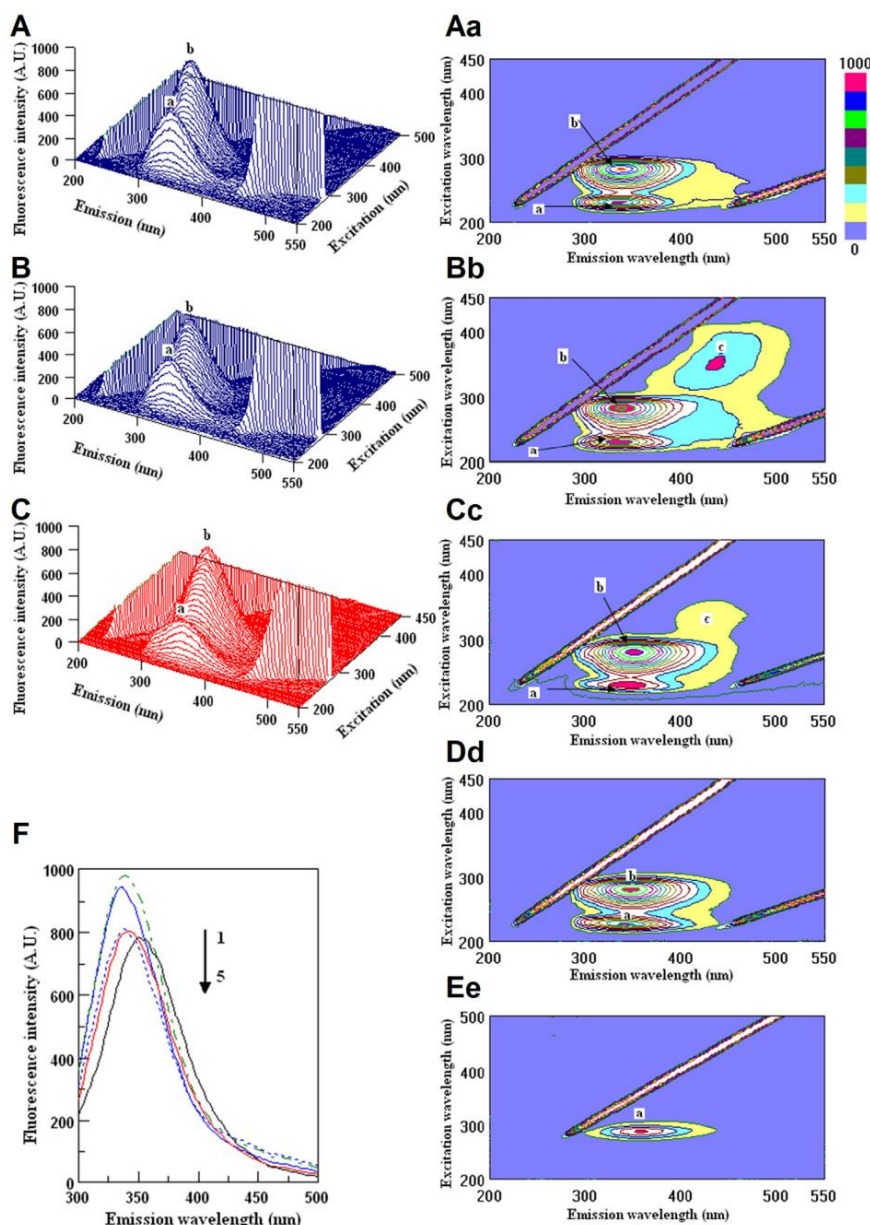 A
Fluorescence intensity (A.U.)
1000
800
600
400
200
0
a
b
200
300
400
500
550
Emission (nm)
200
300
400
500
Excitation (nm)
Aa
Excitation wavelength (nm)
450
400
300
200
b
a
200
300
400
500
550
Emission wavelength (nm)
1000
0
B
Fluorescence intensity (A.U.)
1000
800
600
400
200
0
a
b
200
300
400
500
550
Emission (nm)
200
300
400
500
Excitation (nm)
Bb
Excitation wavelength (nm)
450
400
300
200
b
a
c
200
300
400
500
550
Emission wavelength (nm)
C
Fluorescence intensity (A.U.)
1000
800
600
400
200
0
a
b
200
300
400
500
550
Emission (nm)
200
300
400
450
Excitation (nm)
Cc
Excitation wavelength (nm)
450
400
300
200
b
a
c
200
300
400
500
550
Emission wavelength (nm)
Dd
Excitation wavelength (nm)
450
400
300
200
b
a
200
300
400
500
550
Emission wavelength (nm)
F
Fluorescence intensity (A.U.)
1000
800
600
400
200
0
1
5
300
350
400
450
500
Emission wavelength (nm)
Ee
Excitation wavelength (nm)
500
400
300
200
a
200
300
400
500
550
Emission wavelength (nm)